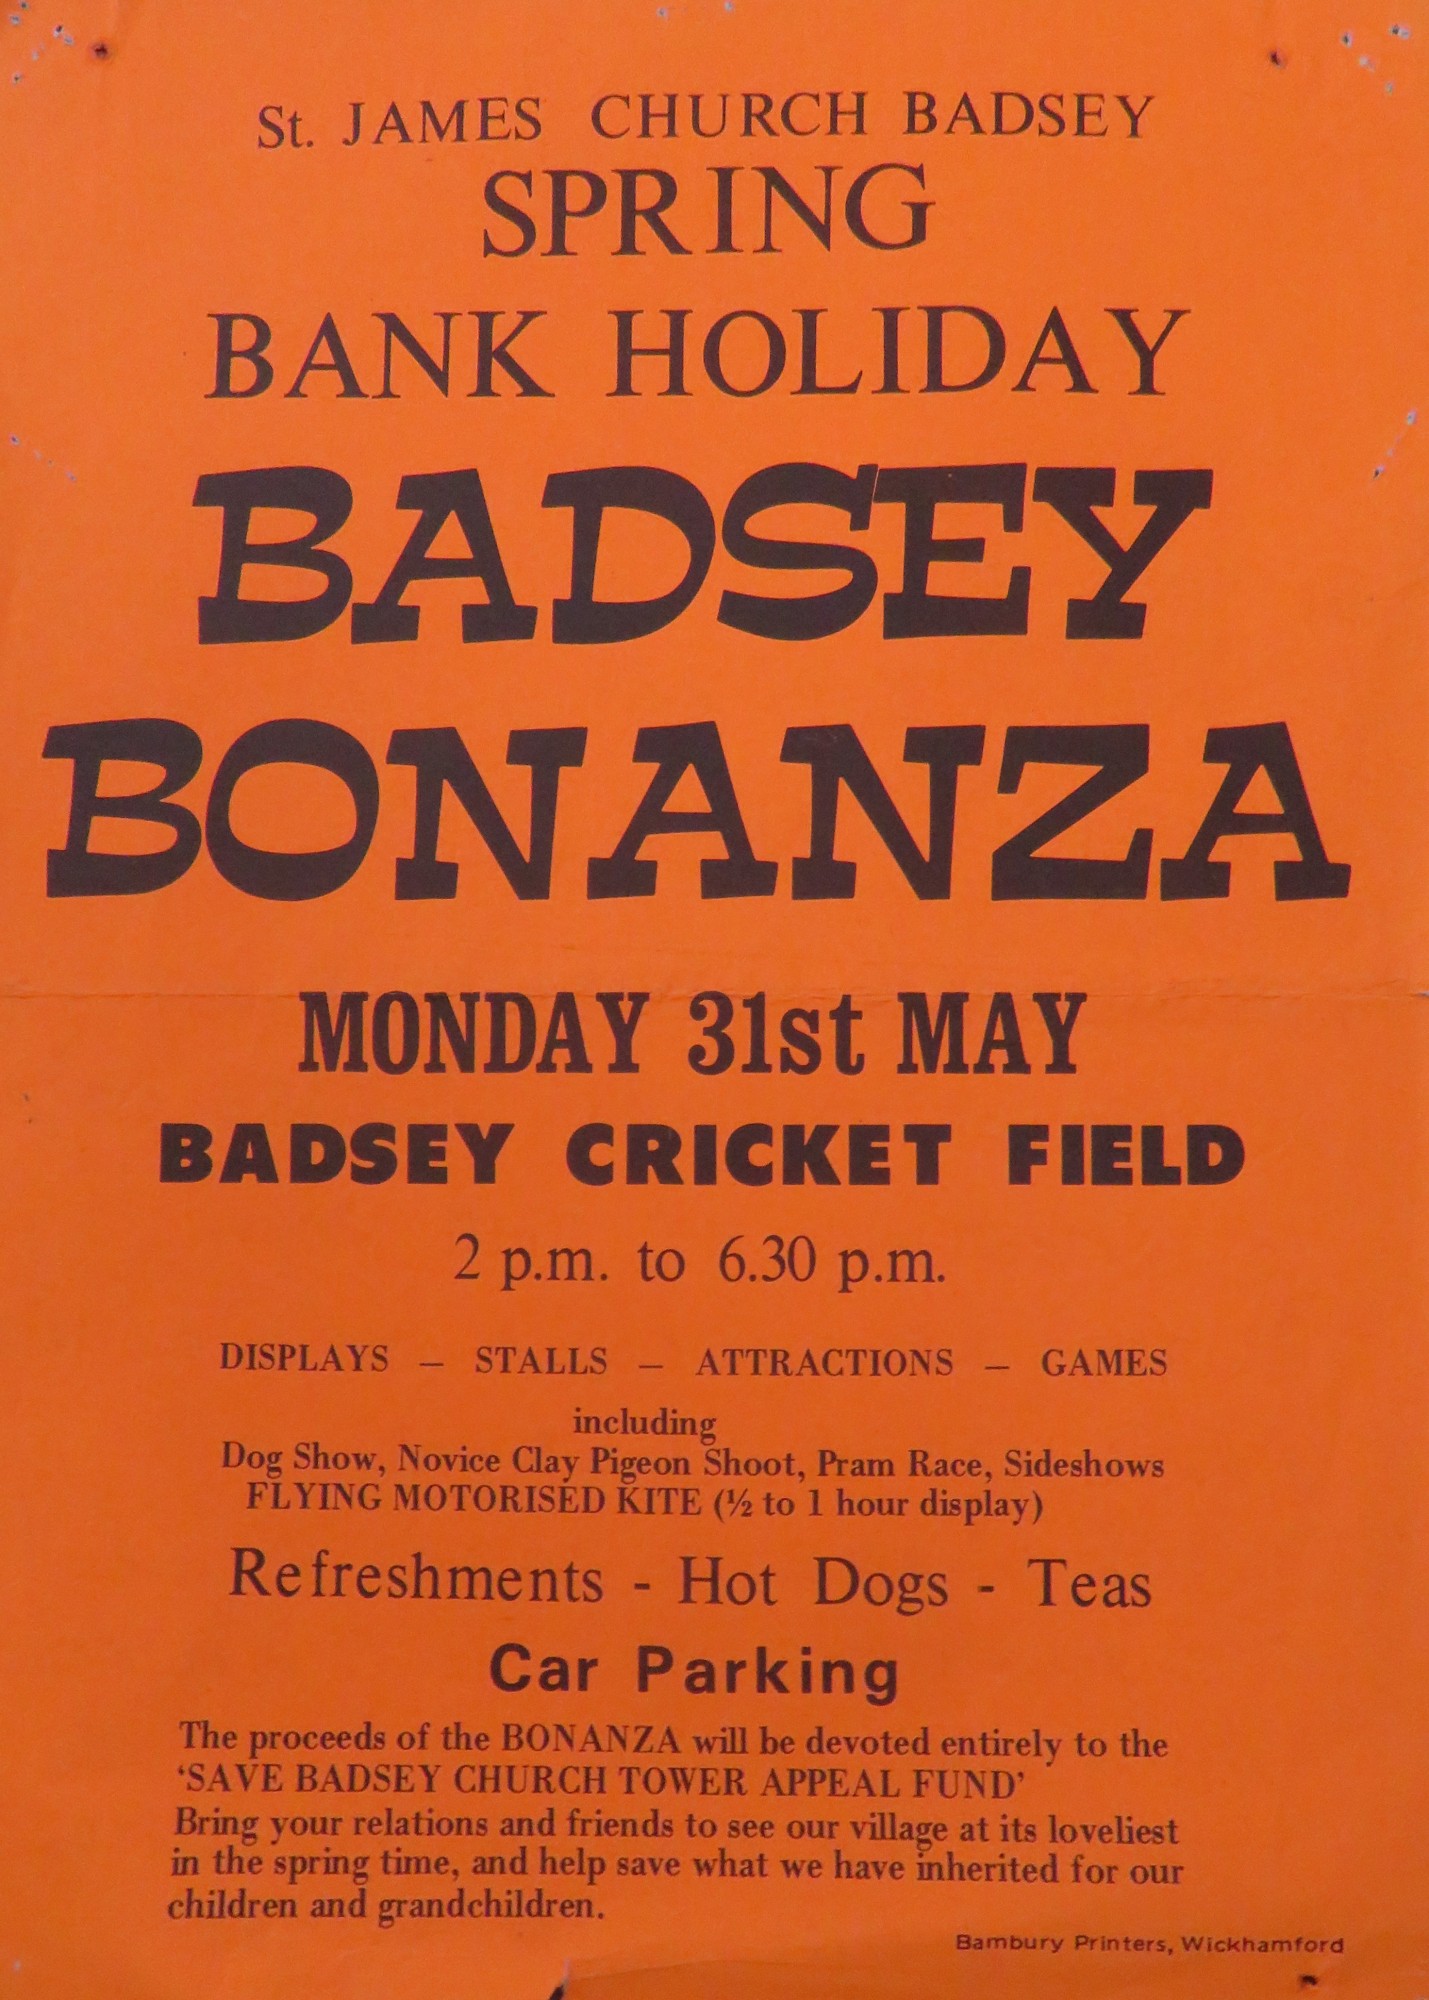 St. JAMES CHURCH BADSEY
SPRING
BANK HOLIDAY
BADSEY
BONANZA
MONDAY 31st MAY
BADSEY CRICKET FIELD
2 p.m. to 6.30 p.m.
DISPLAYS – STALLS – ATTRACTIONS – GAMES
including
Dog Show, Novice Clay Pigeon Shoot, Pram Race, Sideshows
FLYING MOTORISED KITE (½ to 1 hour display)
Refreshments - Hot Dogs - Teas
Car Parking
The proceeds of the BONANZA will be devoted entirely to the
‘SAVE BADSEY CHURCH TOWER APPEAL FUND’
Bring your relations and friends to see our village at its loveliest
in the spring time, and help save what we have inherited for our
children and grandchildren.
Bambury Printers, Wickhamford